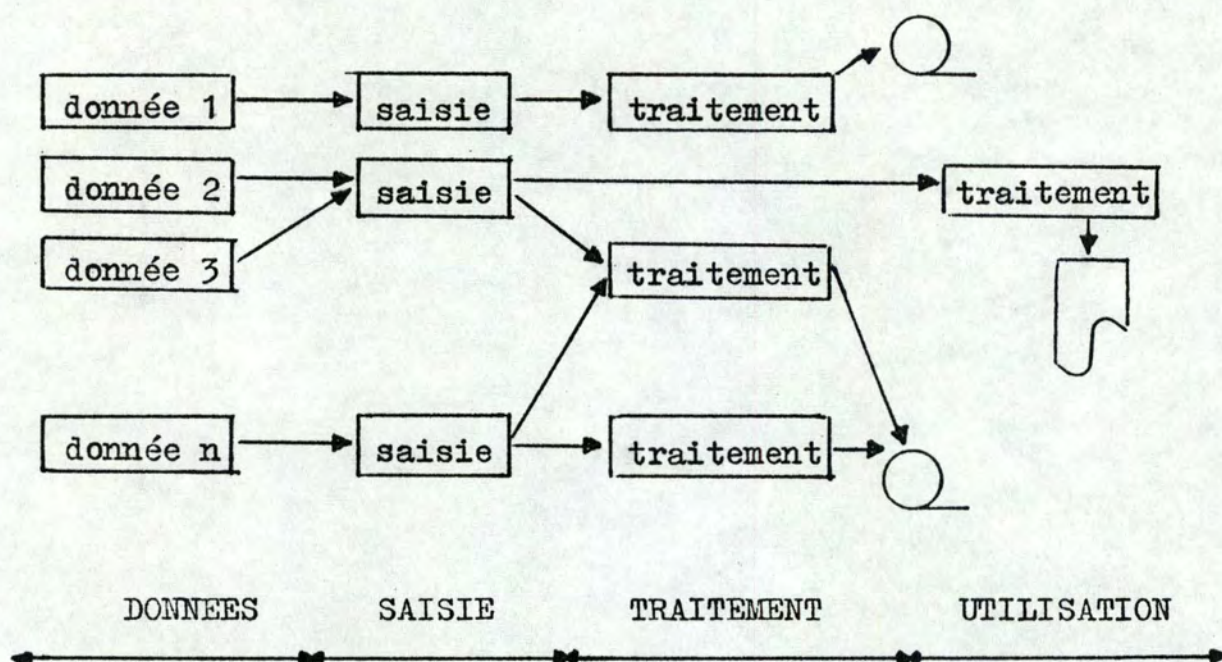 donnée 1 saisie traitement
donnée 2 saisie traitement
donnée 3 traitement
donnée n saisie traitement
DONNEES SAISIE TRAITEMENT UTILISATION